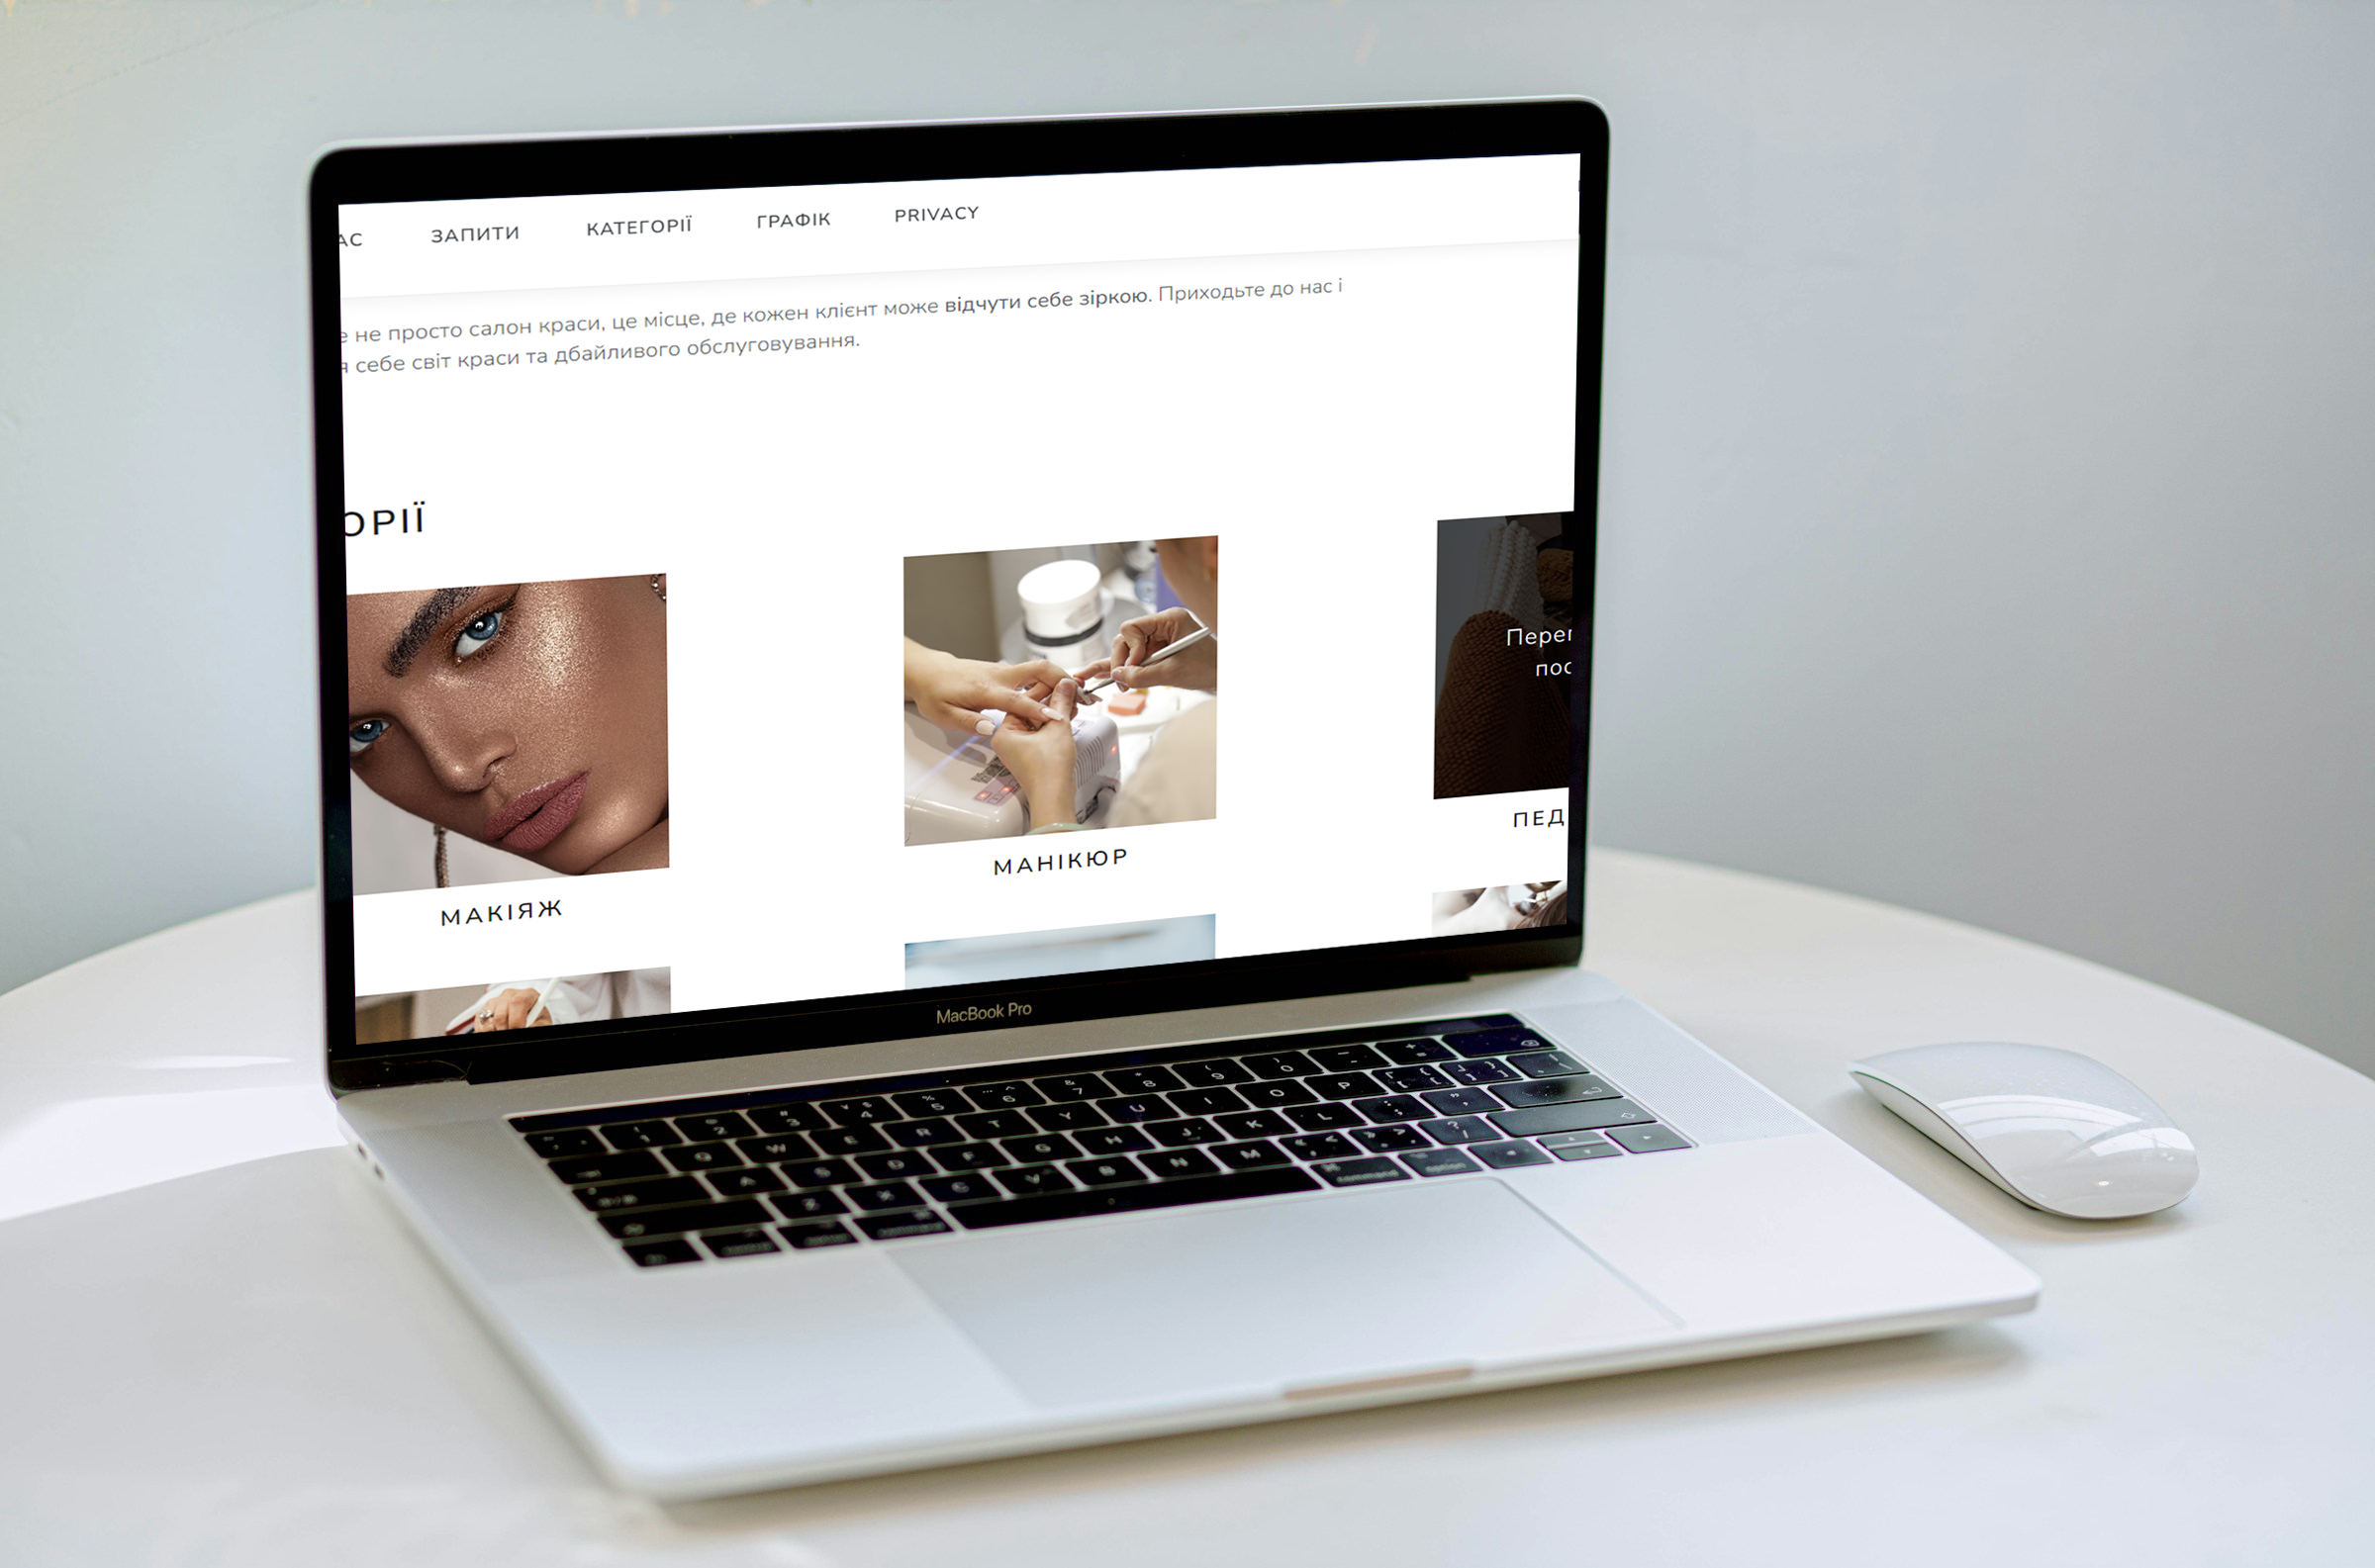 АС ЗАПИТИ КАТЕГОРІЇ ГРАФІК PRIVACY
е не просто салон краси, це місце, де кожен клієнт може відчути себе зіркою. Приходьте до нас і
я себе світ краси та дбайливого обслуговування.
ОРІЇ
Перег
пос
МАКІЯЖ
МАНІКЮР
ПЕД
MacBook Pro